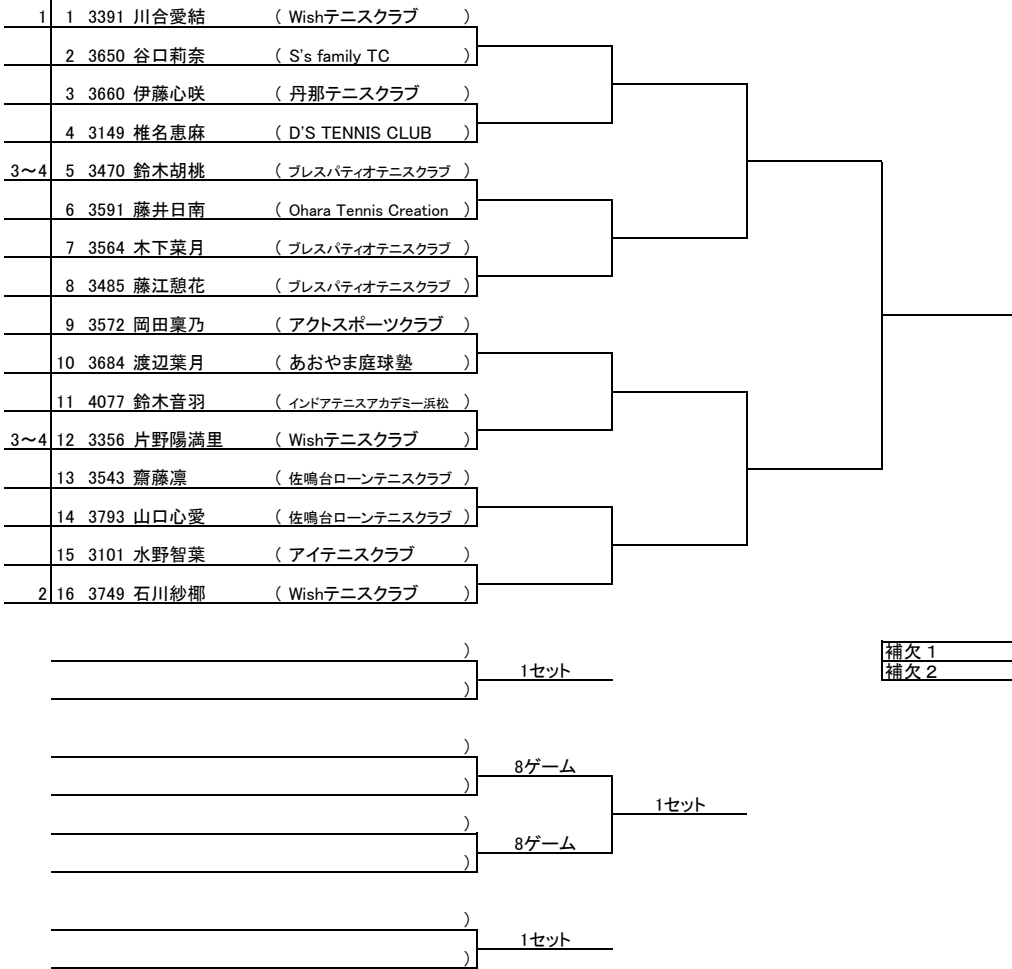 1 1 3391 川合愛結 ( Wishテニスクラブ )
2 3650 谷口莉奈 ( S's family TC )
3 3660 伊藤心咲 ( 丹那テニスクラブ )
4 3149 椎名恵麻 ( D'S TENNIS CLUB )
3～4 5 3470 鈴木胡桃 ( ブレスパティオテニスクラブ )
6 3591 藤井日南 ( Ohara Tennis Creation )
7 3564 木下菜月 ( ブレスパティオテニスクラブ )
8 3485 藤江憩花 ( ブレスパティオテニスクラブ )
9 3572 岡田稟乃 ( アクトスポーツクラブ )
10 3684 渡辺葉月 ( あおやま庭球塾 )
11 4077 鈴木音羽 ( インドアテニスアカデミー浜松 )
3～4 12 3356 片野陽満里 ( Wishテニスクラブ )
13 3543 齋藤凛 ( 佐鳴台ローンテニスクラブ )
14 3793 山口心愛 ( 佐鳴台ローンテニスクラブ )
15 3101 水野智葉 ( アイテニスクラブ )
2 16 3749 石川紗椰 ( Wishテニスクラブ )
)
1セット
)
補欠１
補欠２
)
8ゲーム
)
1セット
)
8ゲーム
)
)
1セット
)